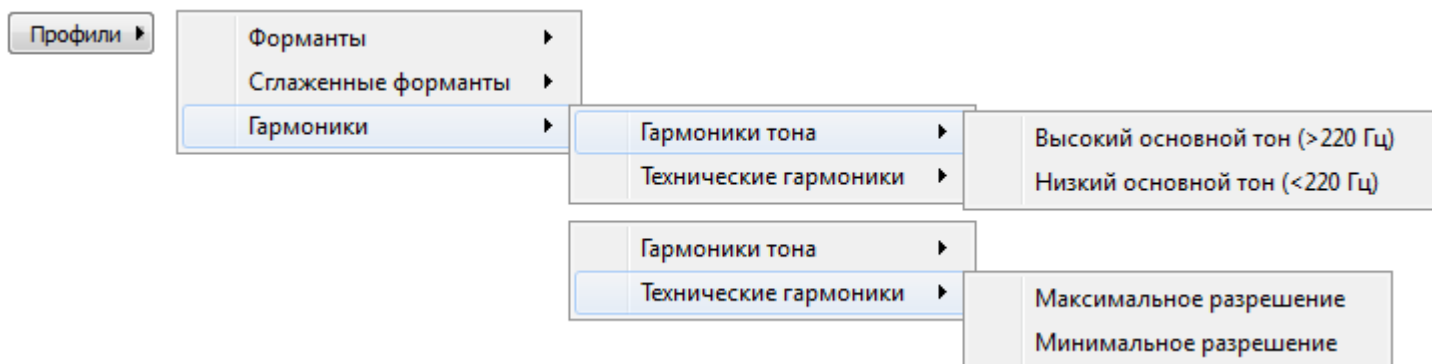 Профили
Форманты
Сглаженные форманты
Гармоники
Гармоники тона
Технические гармоники
Высокий основной тон (>220 Гц)
Низкий основной тон (<220 Гц)
Гармоники тона
Технические гармоники
Максимальное разрешение
Минимальное разрешение